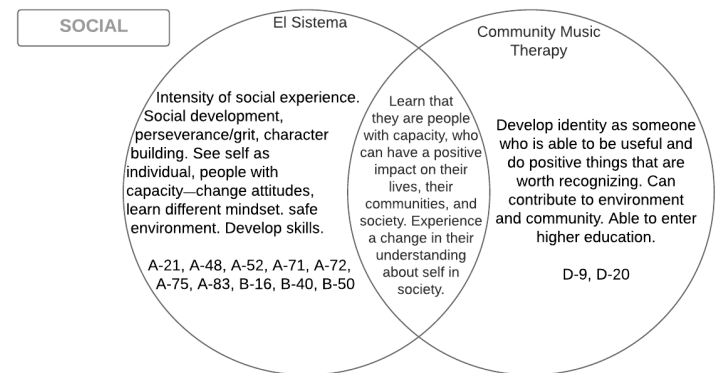 SOCIAL
El Sistema
Intensity of social experience.
Social development,
perseverance/grit, character
building. See self as
individual, people with
capacity—change attitudes,
learn different mindset. safe
environment. Develop skills.
A-21, A-48, A-52, A-71, A-72,
A-75, A-83, B-16, B-40, B-50
Learn that
they are people
with capacity, who
can have a positive
impact on their
lives, their
communities, and
society. Experience
a change in their
understanding
about self in
society.
Community Music
Therapy
Develop identity as someone
who is able to be useful and
do positive things that are
worth recognizing. Can
contribute to environment
and community. Able to enter
higher education.
D-9, D-20